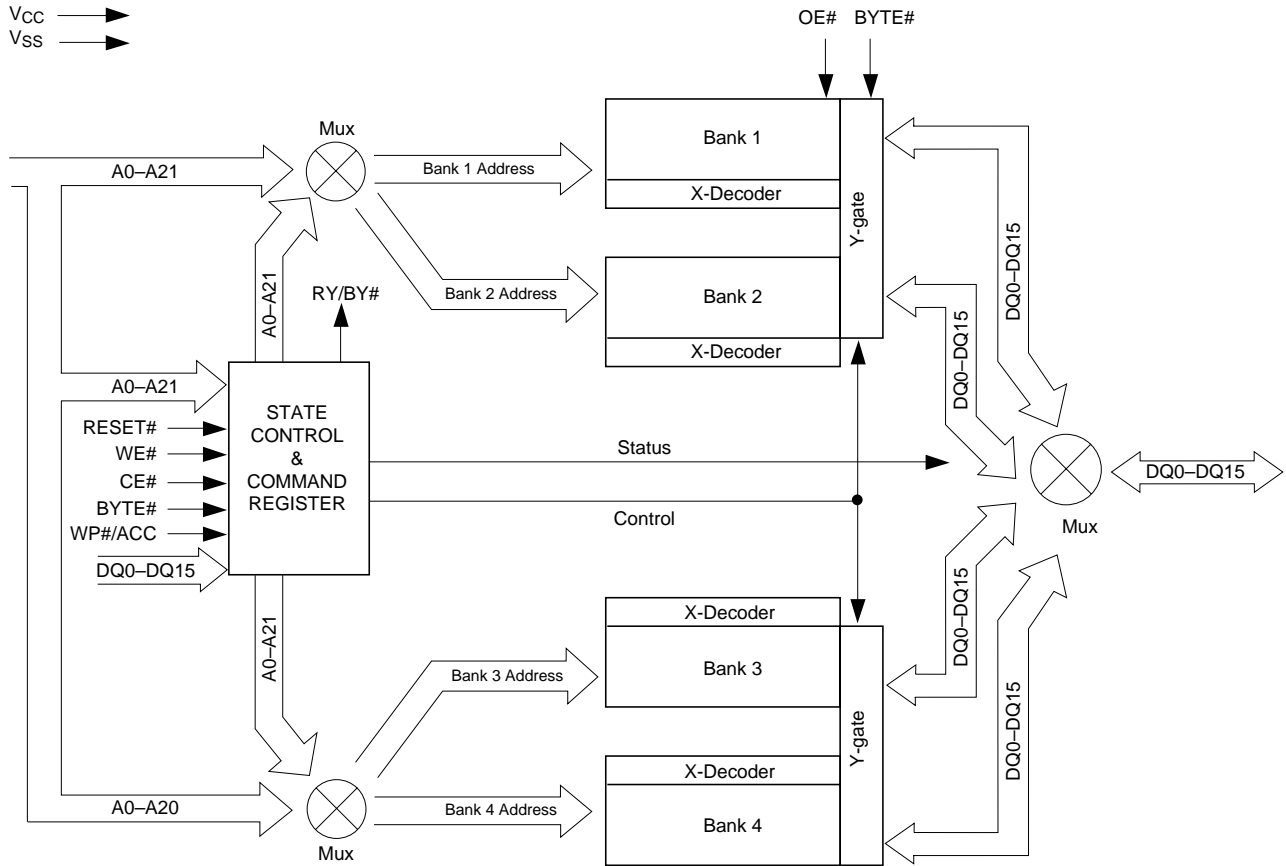 VCC
VSS
OE# BYTE#
Mux
A0–A21
Bank 1 Address
Bank 1
X-Decoder
Y-gate
DQ0–DQ15
A0–A21
RY/BY#
Bank 2 Address
Bank 2
X-Decoder
DQ0–DQ15
A0–A21
RESET#
WE#
CE#
BYTE#
WP#/ACC
DQ0–DQ15
STATE
CONTROL
&
COMMAND
REGISTER
Status
Control
DQ0–DQ15
Mux
A0–A21
X-Decoder
Bank 3 Address
Bank 3
DQ0–DQ15
Y-gate
DQ0–DQ15
X-Decoder
A0–A20
Bank 4 Address
Bank 4
Mux